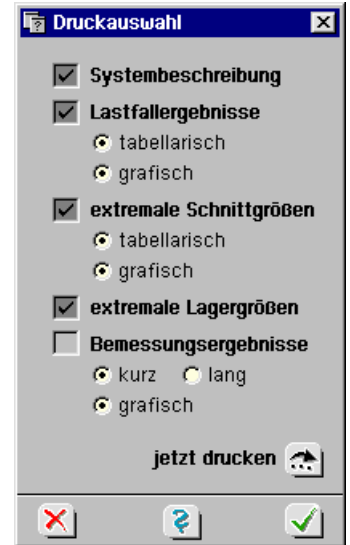 Druckauswahl
Systembeschreibung
Lastfallergebnisse
tabellarisch
grafisch
extremale Schnittgrößen
tabellarisch
grafisch
extremale Lagergrößen
Bemessungsergebnisse
kurz lang
grafisch
jetzt drucken